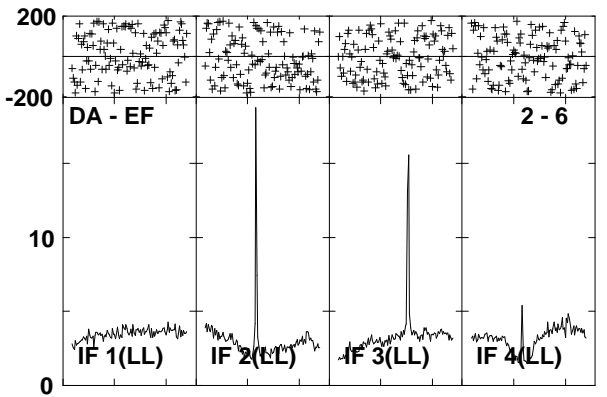 200
-200
DA - EF 2 - 6
10
IF 1(LL) IF 2(LL) IF 3(LL) IF 4(LL)
0